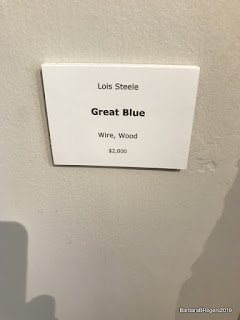 Lois Steele
Great Blue
Wire, Wood
$2,000
BarbaraBRogers2019